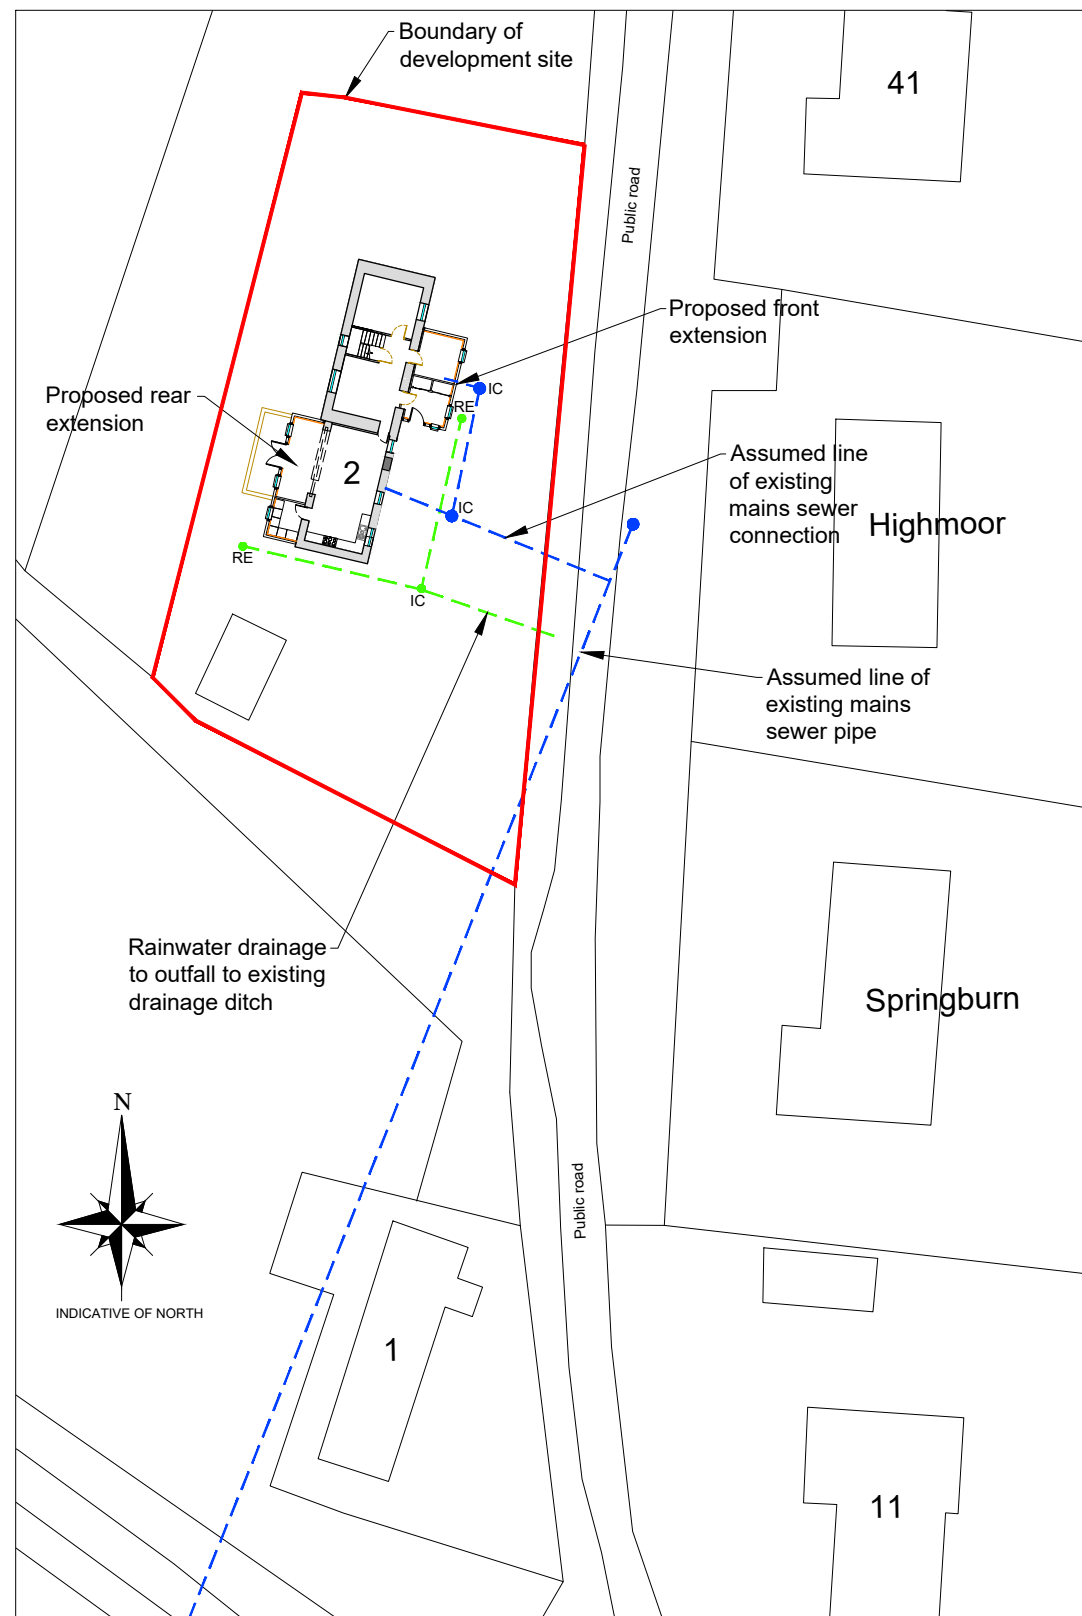 Boundary of
development site
41
Public road
Proposed front
extension
Proposed rear
extension
IC
RE
2
Assumed line
of existing
mains sewer
connection
Highmoor
IC
RE
IC
Assumed line of
existing mains
sewer pipe
Rainwater drainage
to outfall to existing
drainage ditch
Springburn
N
INDICATIVE OF NORTH
Public road
1
11